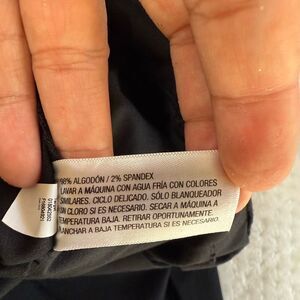 98% ALGODÓN / 2% SPANDEX
LAVAR A MÁQUINA CON AGUA FRÍA CON COLORES
SIMILARES. CICLO DELICADO. SÓLO BLANQUEADOR
SIN CLORO SI ES NECESARIO. SECAR A MÁQUINA A
TEMPERATURA BAJA. RETIRAR OPORTUNAMENTE.
PLANCHAR A BAJA TEMPERATURA SI ES NECESARIO.